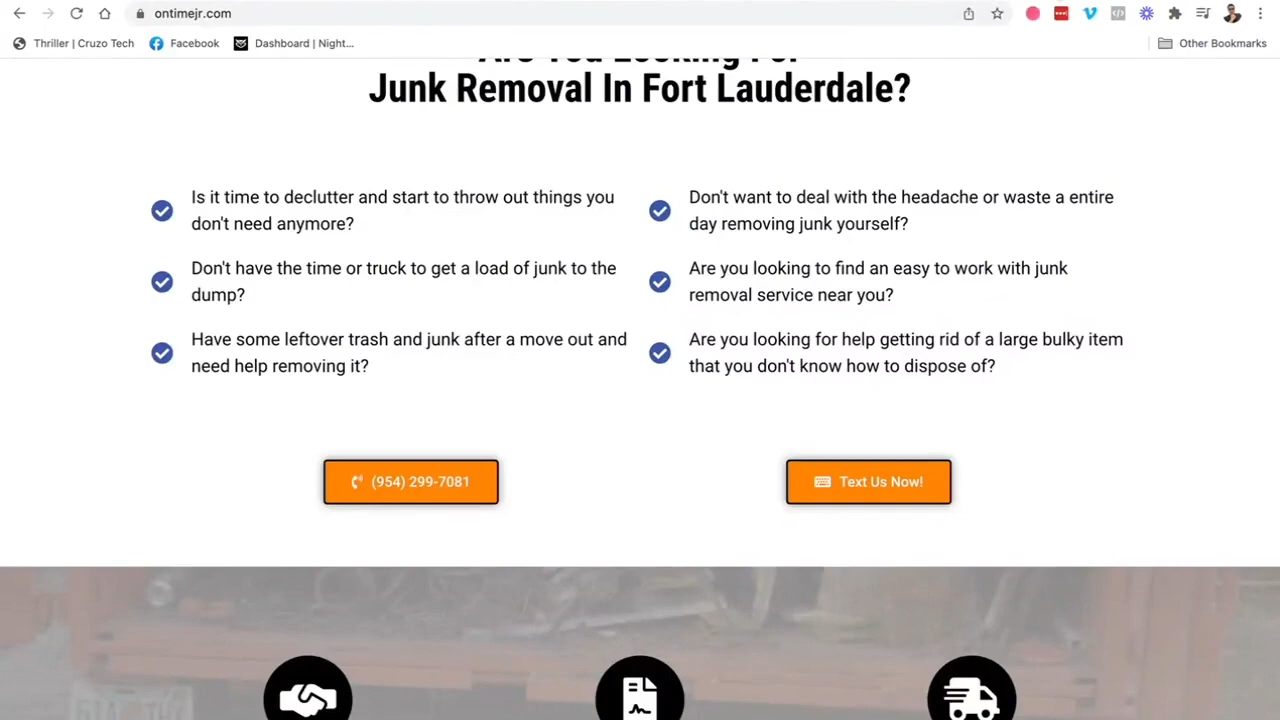 ontimejr.com
Thriller | Cruzo Tech
Facebook
Dashboard | Night...
Other Bookmarks
Are You Looking For
Junk Removal In Fort Lauderdale?
Is it time to declutter and start to throw out things you
don't need anymore?
Don't have the time or truck to get a load of junk to the
dump?
Have some leftover trash and junk after a move out and
need help removing it?
Don't want to deal with the headache or waste a entire
day removing junk yourself?
Are you looking to find an easy to work with junk
removal service near you?
Are you looking for help getting rid of a large bulky item
that you don't know how to dispose of?
(954) 299-7081
Text Us Now!